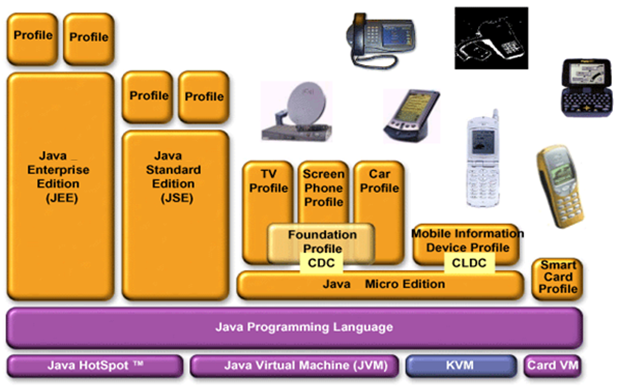 Profile
Profile
Profile
Profile
Java _
Enterprise
Edition
(JEE)
Java
Standard
Edition
(JSE)
TV
Profile
Screen
Phone
Profile
Car
Profile
Foundation
Profile
CDC
Mobile Information
Device Profile
CLDC
Java Micro Edition
Smart
Card
Profile
Java Programming Language
Java HotSpot ™
Java Virtual Machine (JVM)
KVM
Card VM